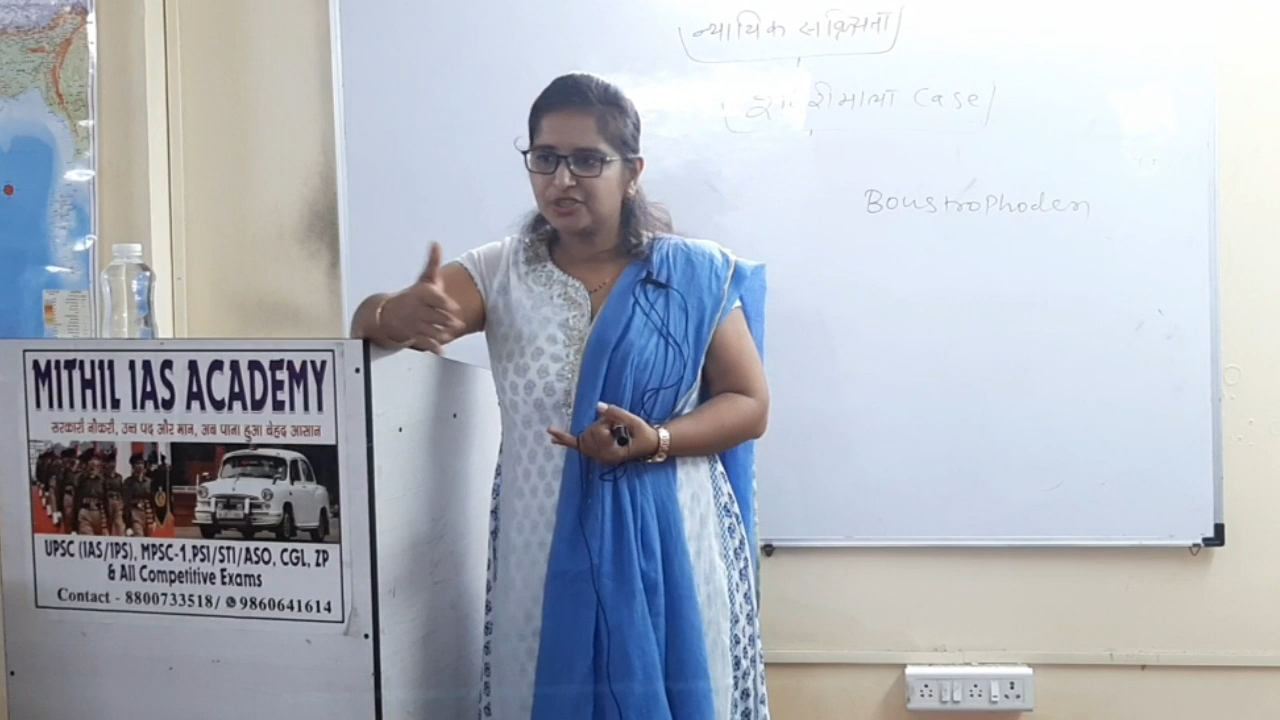 न्यायिक सक्रियता
शबरीमाला Case
Boustrophoden
MITHIL IAS ACADEMY
सरकारी नौकरी, उच्च पद और मान, अब पाना हुआ बेहद आसान
UPSC (IAS/IPS), MPSC-1,PSI/STI/ASO, CGL, ZP
& All Competitive Exams
Contact - 8800733518/ 9860641614